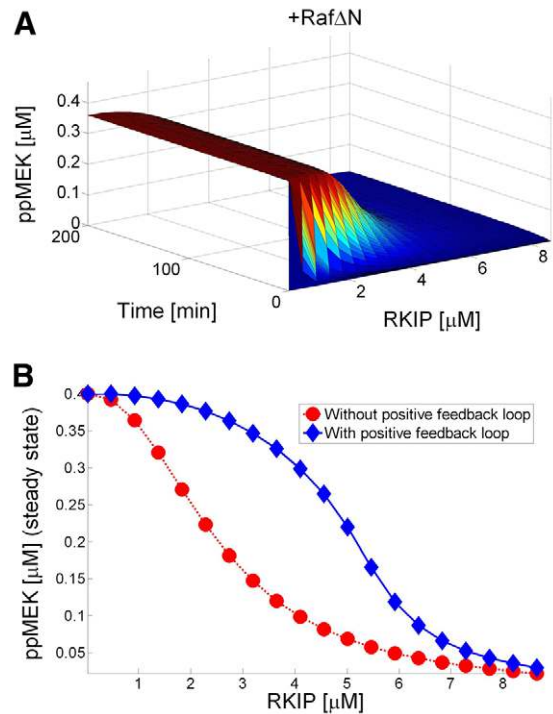 A
+RafΔN
ppMEK [μM]
0.4
0.3
0.2
0.1
0
200
100
0
Time [min]
2
4
6
8
RKIP [μM]
B
ppMEK [μM] (steady state)
0.4
0.35
0.3
0.25
0.2
0.15
0.1
0.05
Without positive feedback loop
With positive feedback loop
1 2 3 4 5 6 7 8
RKIP [μM]